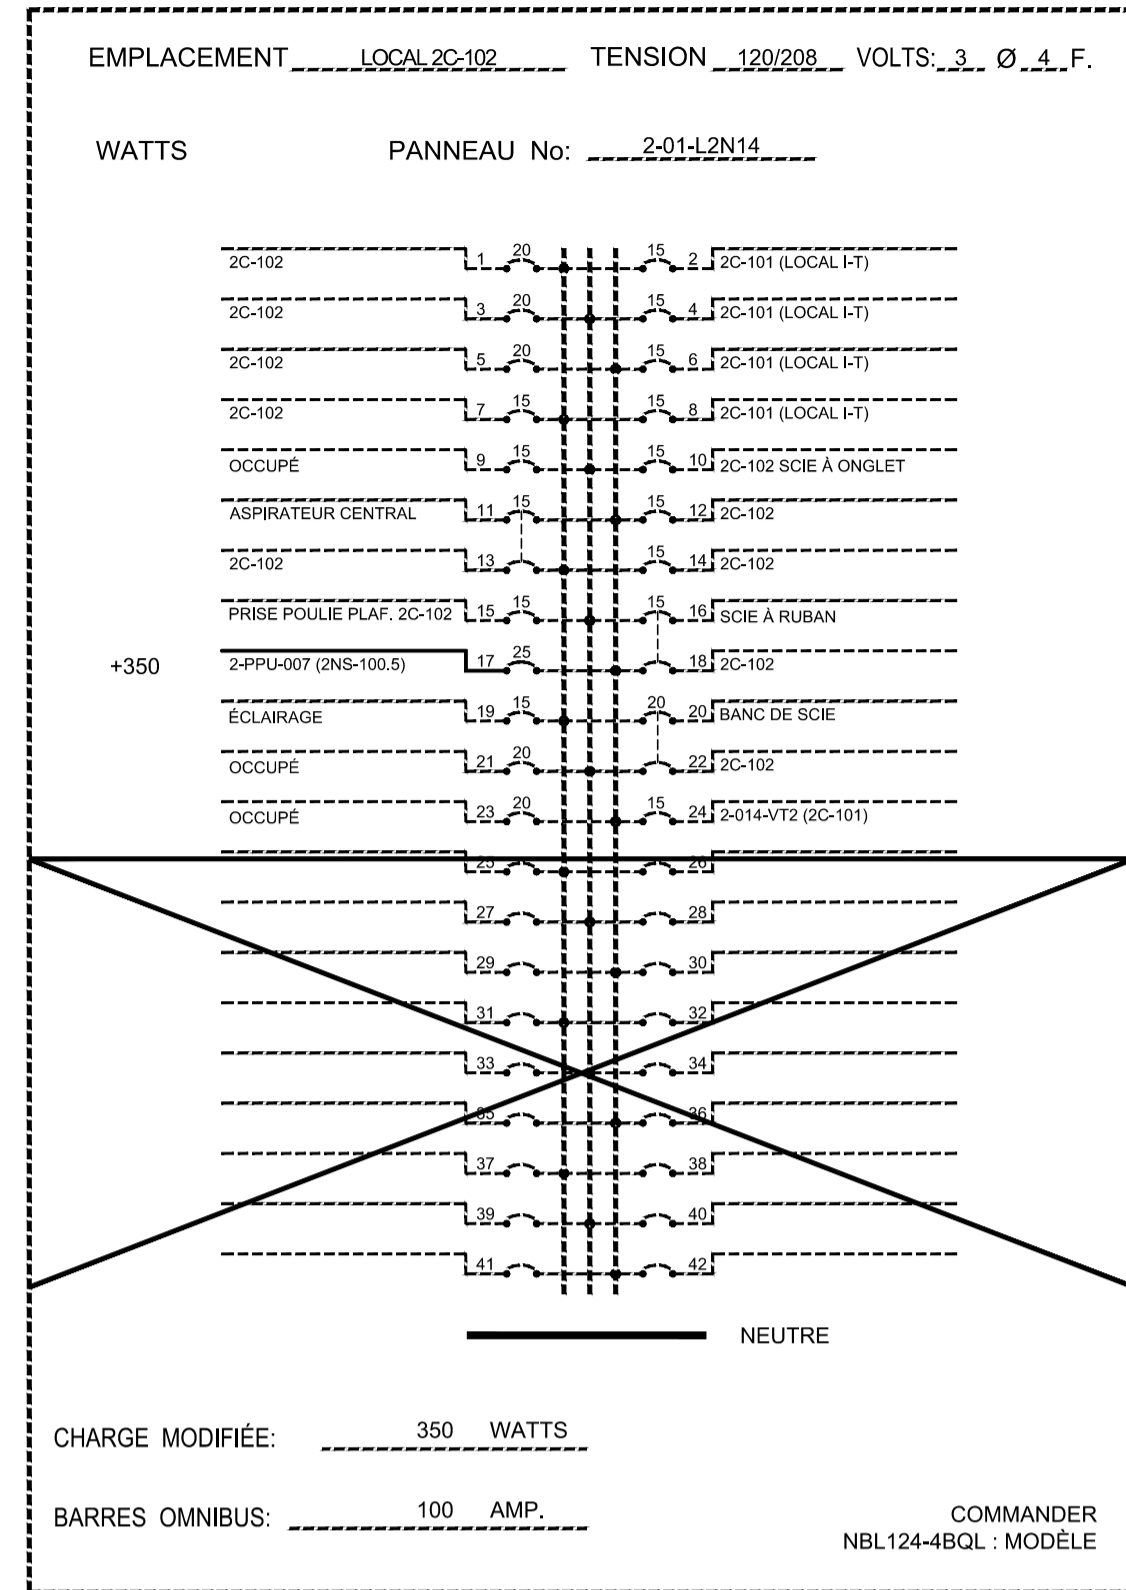 EMPLACEMENT LOCAL 2C-102 TENSION 120/208 VOLTS: 3 Ø 4 F.
WATTS PANNEAU No: 2-01-L2N14
2C-102 1 20 15 2 2C-101 (LOCAL I-T)
2C-102 3 20 15 4 2C-101 (LOCAL I-T)
2C-102 5 20 15 6 2C-101 (LOCAL I-T)
2C-102 7 15 15 8 2C-101 (LOCAL I-T)
OCCUPÉ 9 15 15 10 2C-102 SCIE À ONGLET
ASPIRATEUR CENTRAL 11 15 15 12 2C-102
2C-102 13 15 14 2C-102
PRISE POULIE PLAF. 2C-102 15 15 15 16 SCIE À RUBAN
+350 2-PPU-007 (2NS-100.5) 17 25 18 2C-102
ÉCLAIRAGE 19 15 20 20 BANC DE SCIE
OCCUPÉ 21 20 22 2C-102
OCCUPÉ 23 20 15 24 2-014-VT2 (2C-101)
25 26
27 28
29 30
31 32
33 34
35 36
37 38
39 40
41 42
NEUTRE
CHARGE MODIFIÉE: 350 WATTS
BARRES OMNIBUS: 100 AMP.
COMMANDER
NBL124-4BQL : MODÈLE